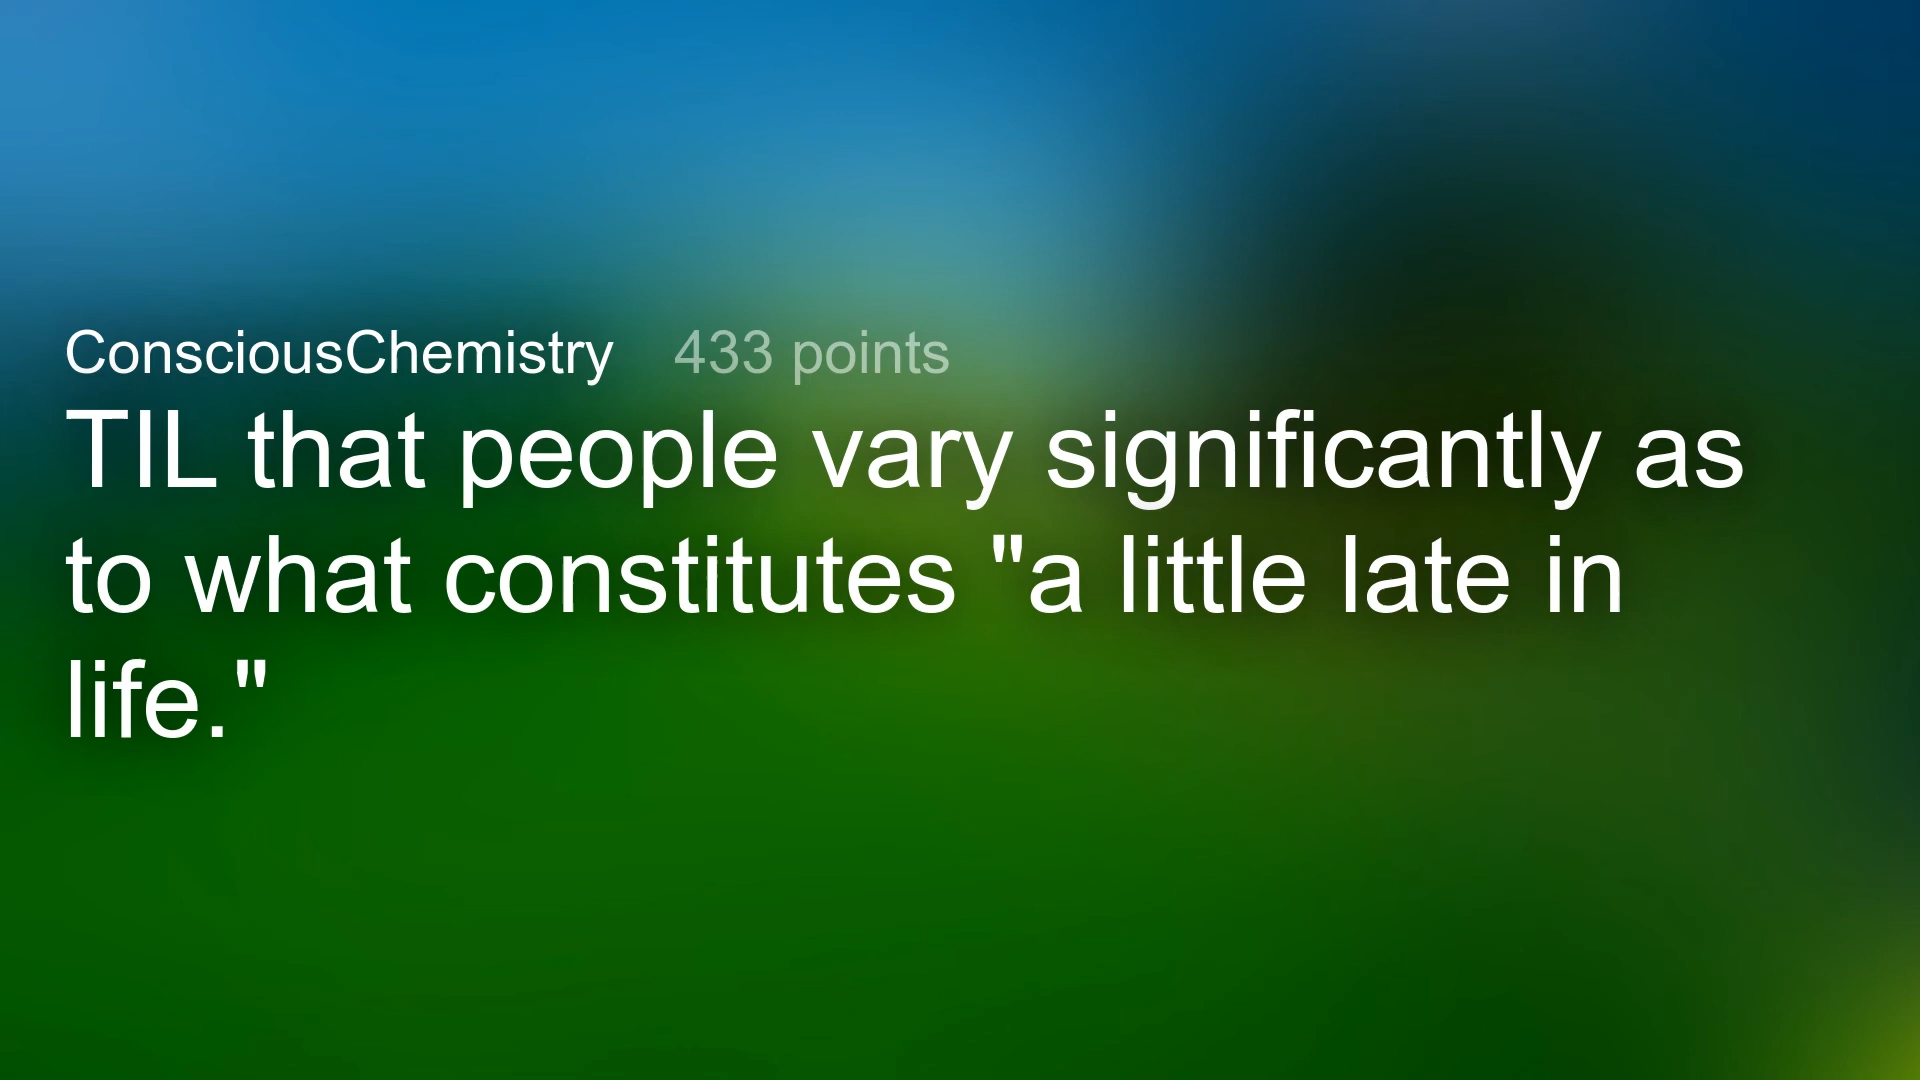 ConsciousChemistry 433 points
TIL that people vary significantly as
to what constitutes "a little late in
life."